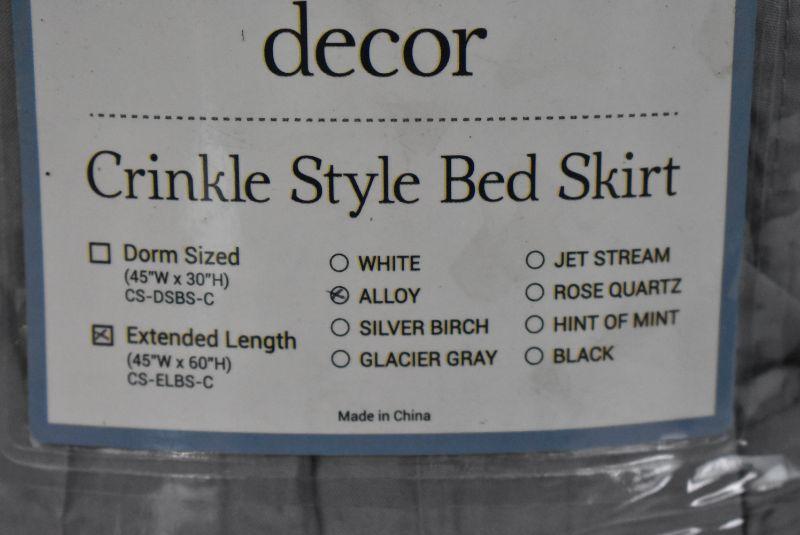 decor
Crinkle Style Bed Skirt
Dorm Sized
(45"W x 30"H)
CS-DSBS-C
Extended Length
(45"W x 60"H)
CS-ELBS-C
WHITE
ALLOY
SILVER BIRCH
GLACIER GRAY
JET STREAM
ROSE QUARTZ
HINT OF MINT
BLACK
Made in China